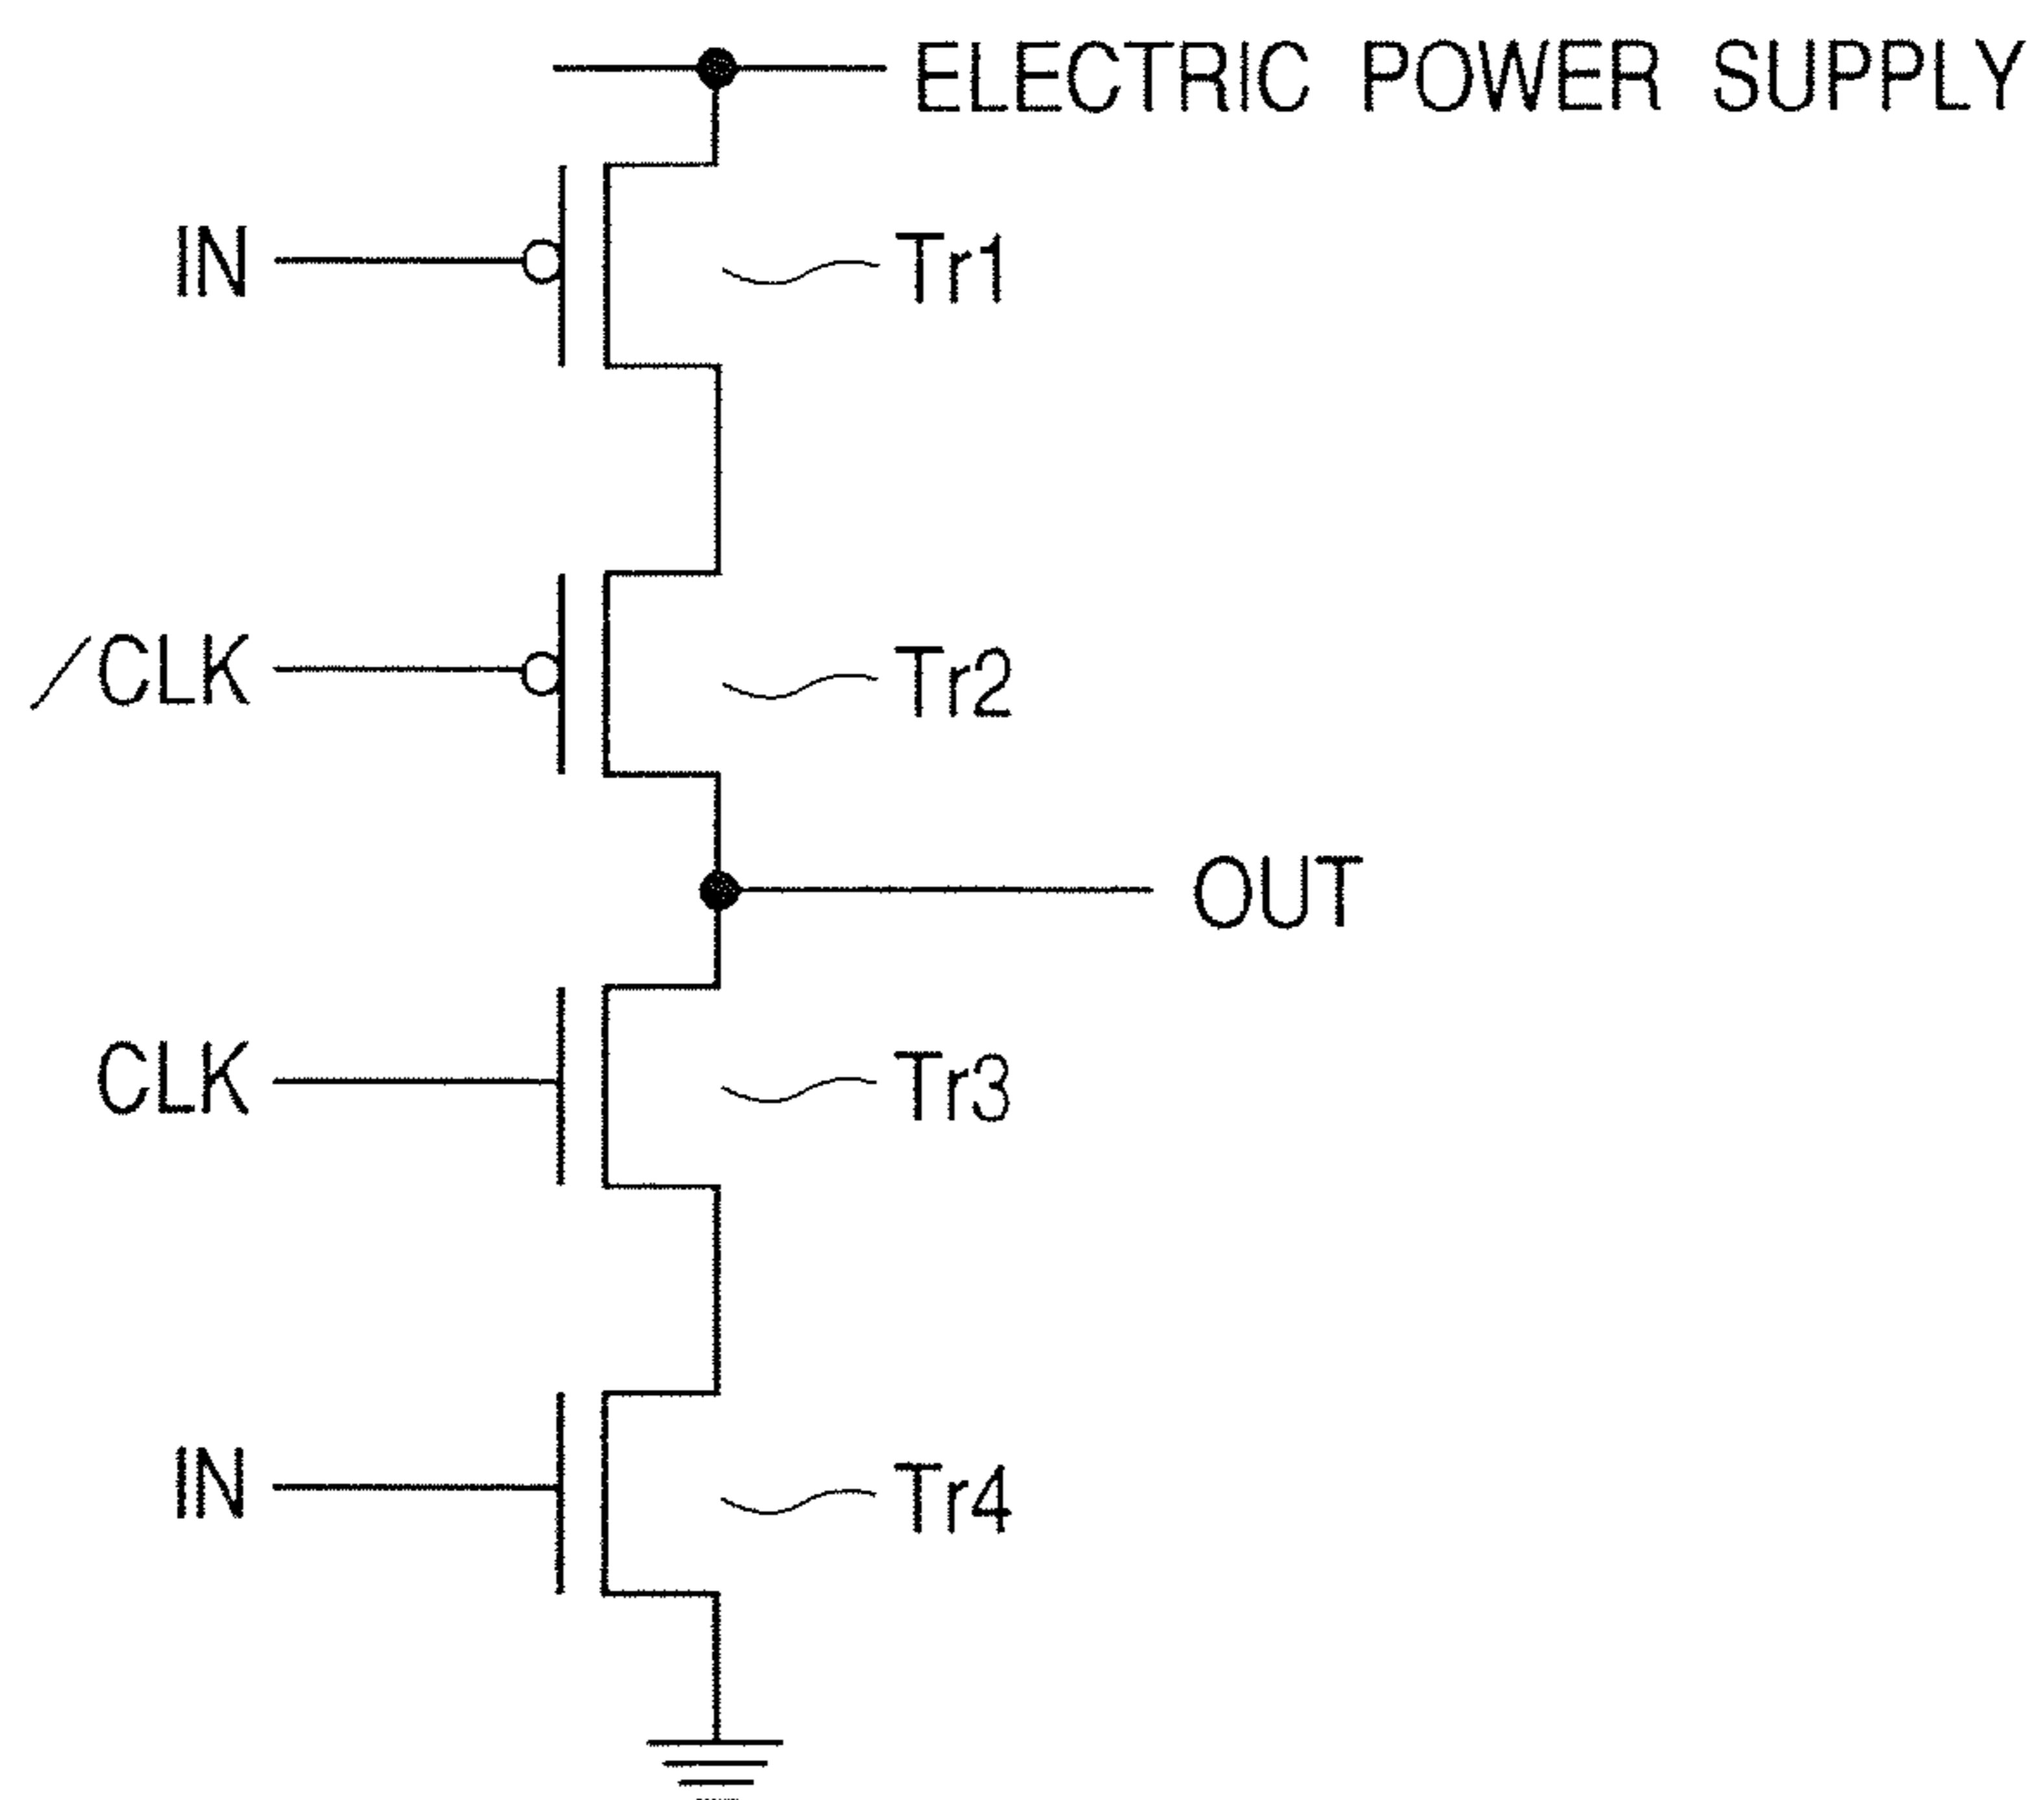 ELECTRIC POWER SUPPLY
IN
Tr1
/CLK
Tr2
OUT
CLK
Tr3
IN
Tr4